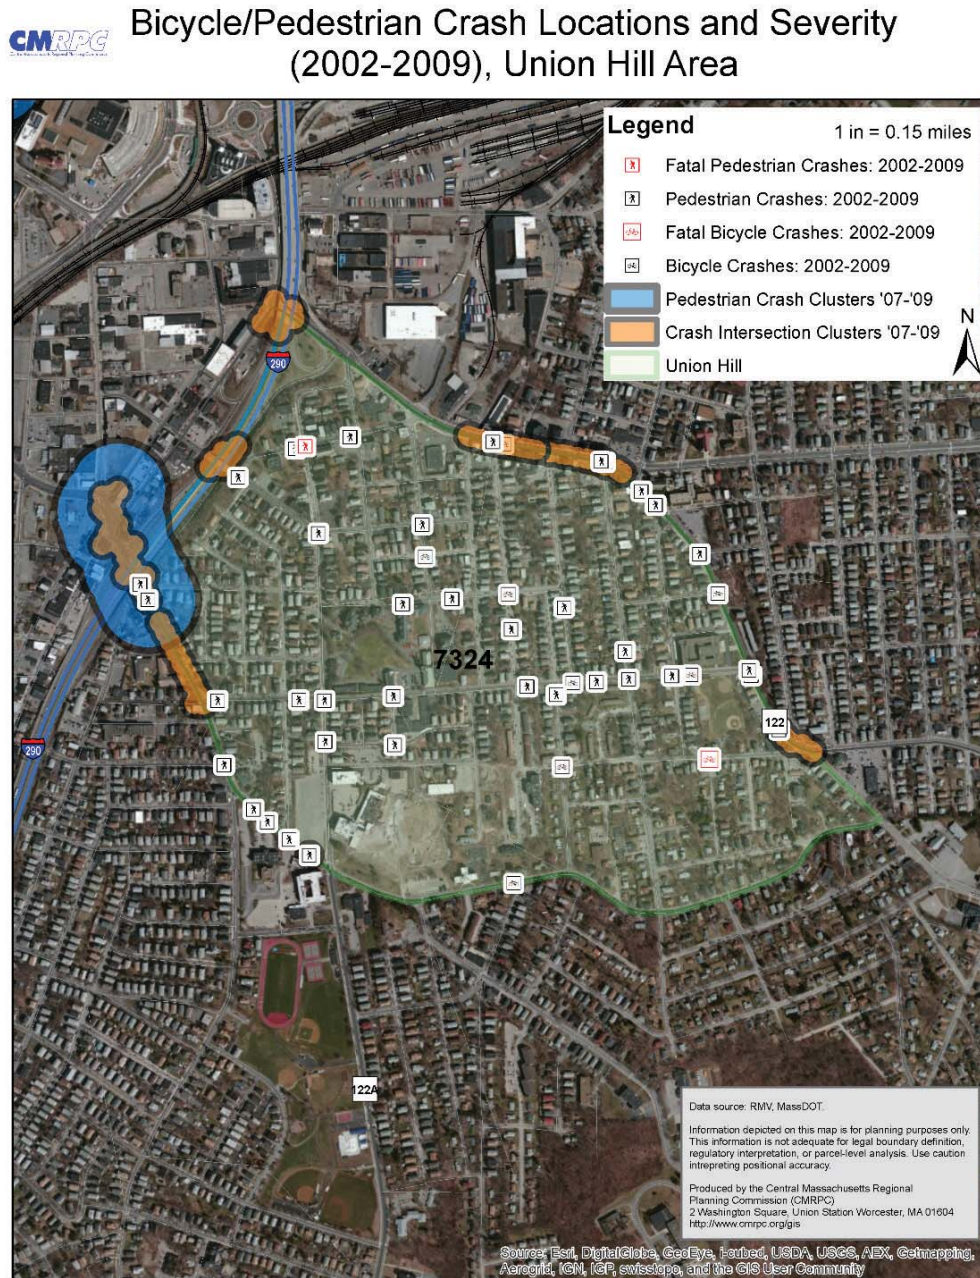 CMRPC
Bicycle/Pedestrian Crash Locations and Severity
(2002-2009), Union Hill Area
Legend
1 in = 0.15 miles
Fatal Pedestrian Crashes: 2002-2009
Pedestrian Crashes: 2002-2009
Fatal Bicycle Crashes: 2002-2009
Bicycle Crashes: 2002-2009
Pedestrian Crash Clusters '07-'09
Crash Intersection Clusters '07-'09
Union Hill
N
290
7324
122
290
122A
Data source: RMV, MassDOT.
Information depicted on this map is for planning purposes only.
This information is not adequate for legal boundary definition,
regulatory interpretation, or parcel-level analysis. Use caution
intrepreting positional accuracy.
Produced by the Central Massachusetts Regional
Planning Commission (CMRPC)
2 Washington Square, Union Station Worcester, MA 01604
http://www.cmrpc.org/gis
Source: Esri, DigitalGlobe, GeoEye, i-cubed, USDA, USGS, AEX, Getmapping,
Aerogrid, IGN, IGP, swisstopo, and the GIS User Community